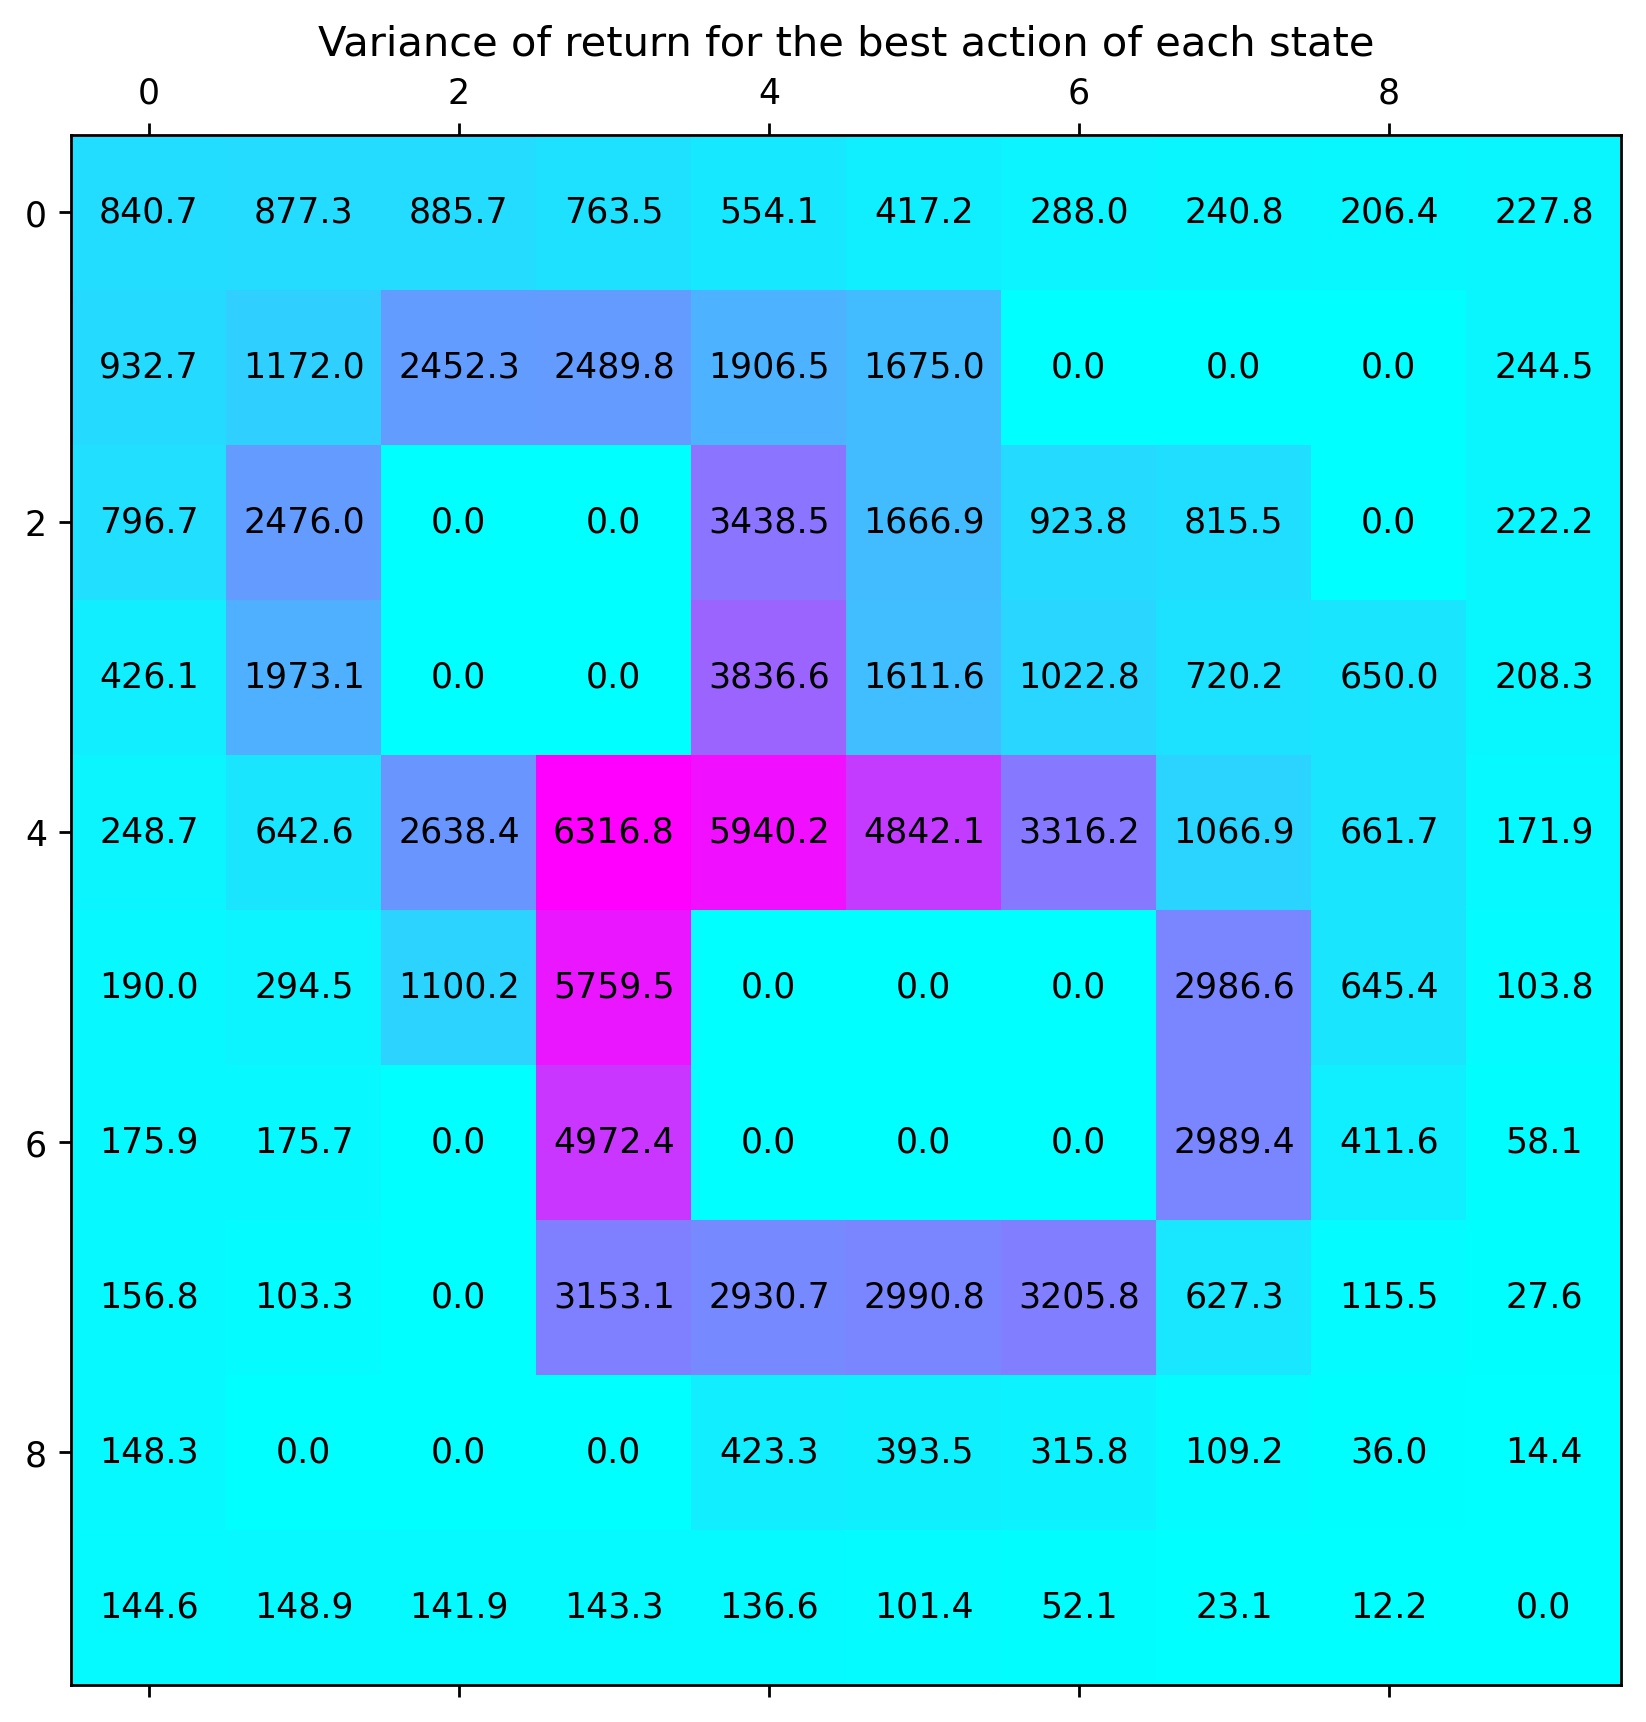 Variance of return for the best action of each state
0 2 4 6 8
0 840.7 877.3 885.7 763.5 554.1 417.2 288.0 240.8 206.4 227.8
932.7 1172.0 2452.3 2489.8 1906.5 1675.0 0.0 0.0 0.0 244.5
2 796.7 2476.0 0.0 0.0 3438.5 1666.9 923.8 815.5 0.0 222.2
426.1 1973.1 0.0 0.0 3836.6 1611.6 1022.8 720.2 650.0 208.3
4 248.7 642.6 2638.4 6316.8 5940.2 4842.1 3316.2 1066.9 661.7 171.9
190.0 294.5 1100.2 5759.5 0.0 0.0 0.0 2986.6 645.4 103.8
6 175.9 175.7 0.0 4972.4 0.0 0.0 0.0 2989.4 411.6 58.1
156.8 103.3 0.0 3153.1 2930.7 2990.8 3205.8 627.3 115.5 27.6
8 148.3 0.0 0.0 0.0 423.3 393.5 315.8 109.2 36.0 14.4
144.6 148.9 141.9 143.3 136.6 101.4 52.1 23.1 12.2 0.0